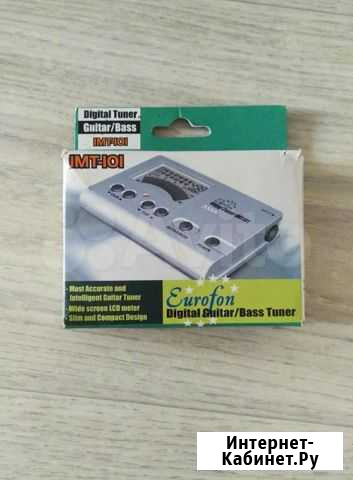 Digital Tuner
Guitar/Bass
IMT-101
IMT-101
• Most Accurate and
Intelligent Guitar Tuner
• Wide screen LCD meter
• Slim and Compact Design
Eurofon
Digital Guitar/Bass Tuner
Интернет-
Кабинет.Ру